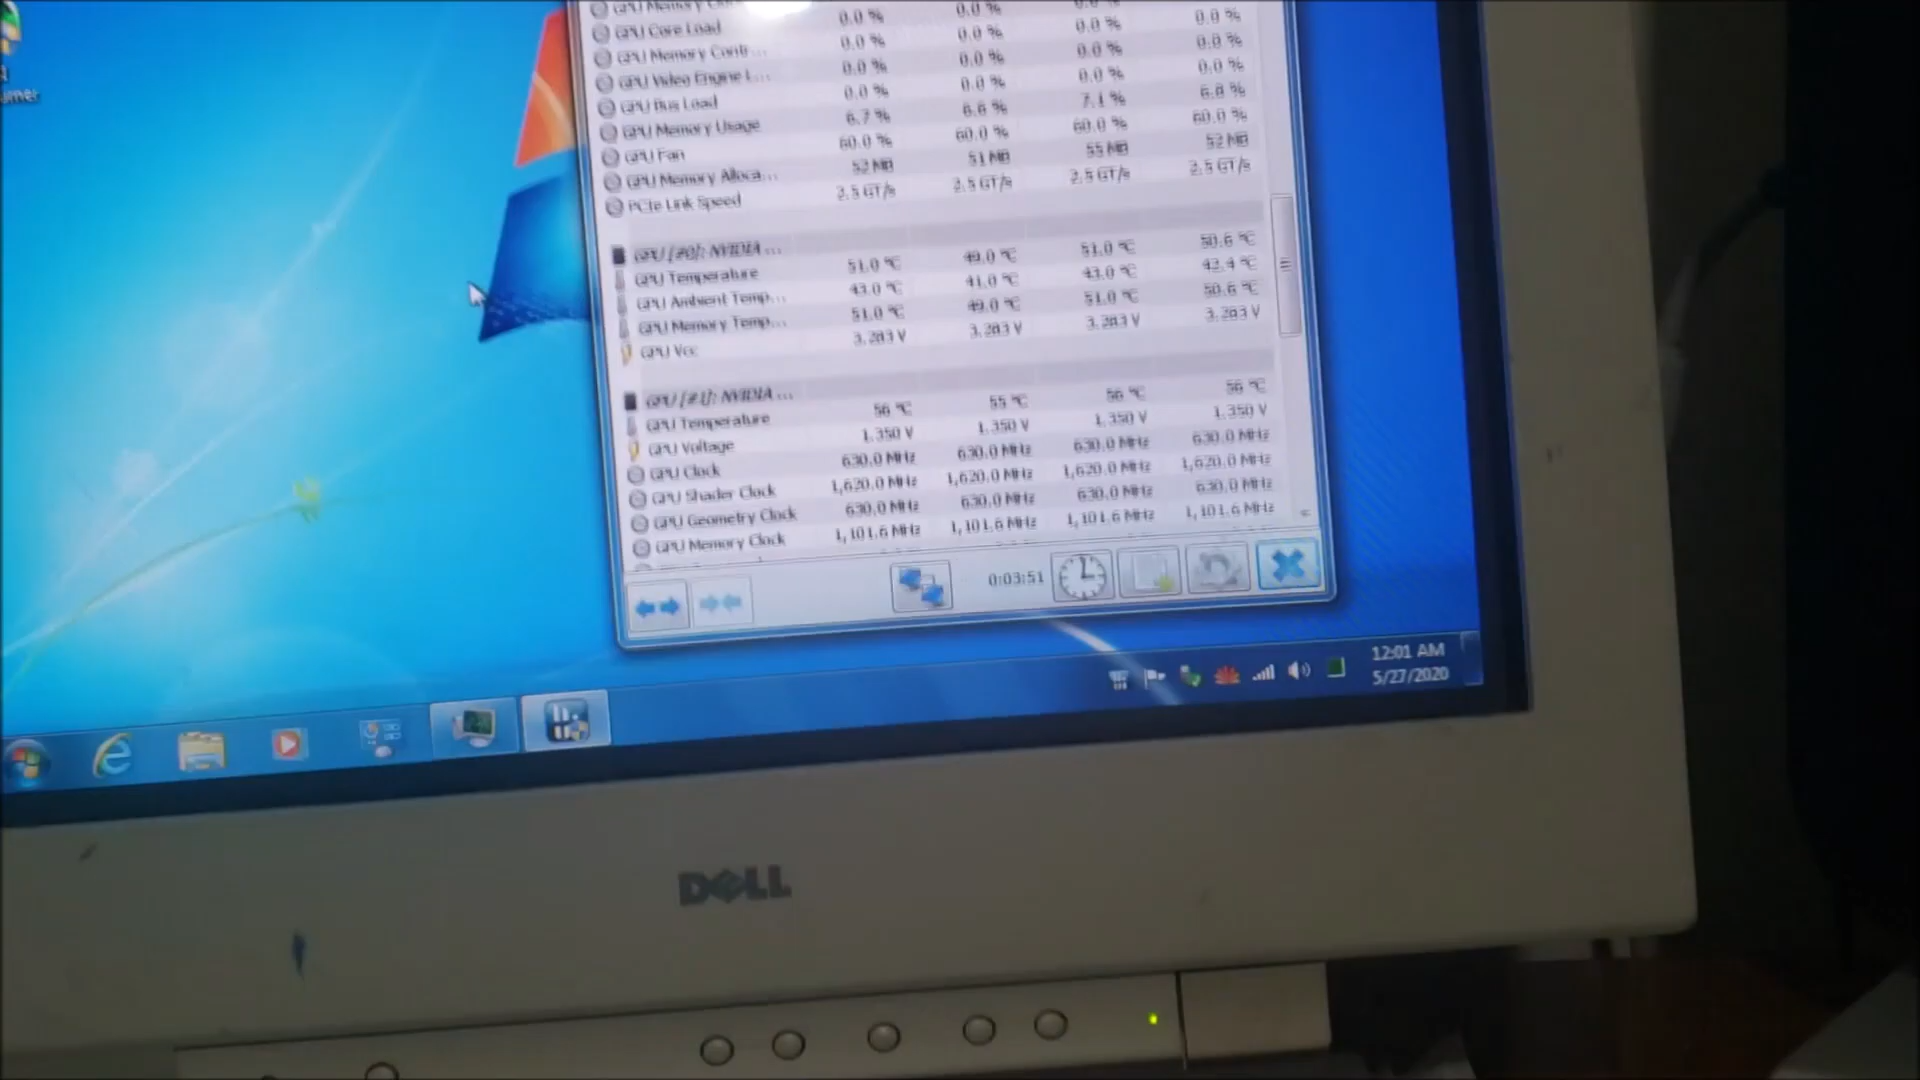 GPU Memory Cl
GPU Core Load 0.0 % 0.0 % 0.0 % 0.0 %
GPU Memory Contr... 0.0 % 0.0 % 0.0 % 0.0 %
GPU Video Engine L... 0.0 % 0.0 % 0.0 % 0.0 %
GPU Bus Load 0.0 % 0.0 % 0.0 % 0.0 %
GPU Memory Usage 6.7 % 6.6 % 7.1 % 6.8 %
GPU Fan 60.0 % 60.0 % 60.0 % 60.0 %
GPU Memory Alloca... 52 MB 51 MB 55 MB 52 MB
PCIe Link Speed 2.5 GT/s 2.5 GT/s 2.5 GT/s 2.5 GT/s
GPU [#0]: NVIDIA ...
GPU Temperature 51.0 °C 49.0 °C 51.0 °C 50.6 °C
GPU Ambient Temp... 43.0 °C 41.0 °C 43.0 °C 42.4 °C
GPU Memory Temp... 51.0 °C 49.0 °C 51.0 °C 50.6 °C
GPU Vcc 3.283 V 3.283 V 3.283 V 3.283 V
GPU [#1]: NVIDIA ...
GPU Temperature 56 °C 55 °C 56 °C 56 °C
GPU Voltage 1.350 V 1.350 V 1.350 V 1.350 V
GPU Clock 630.0 MHz 630.0 MHz 630.0 MHz 630.0 MHz
GPU Shader Clock 1,620.0 MHz 1,620.0 MHz 1,620.0 MHz 1,620.0 MHz
GPU Geometry Clock 630.0 MHz 630.0 MHz 630.0 MHz 630.0 MHz
GPU Memory Clock 1,101.6 MHz 1,101.6 MHz 1,101.6 MHz 1,101.6 MHz
0:03:51
12:01 AM
5/27/2020
DELL